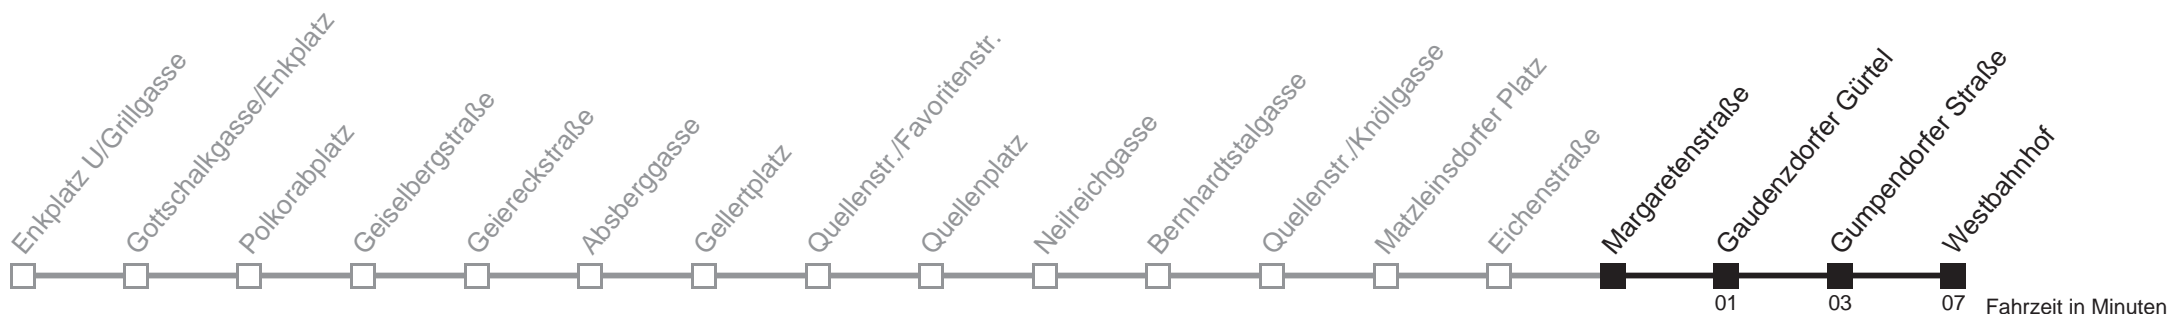 Enkplatz U/Grillgasse
Gottschalkgasse/Enkplatz
Polkorabplatz
Geiselbergstraße
Geiereckstraße
Absberggasse
Gellertplatz
Quellenstr./Favoritenstr.
Quellenplatz
Neilreichgasse
Bernhardtstalgasse
Quellenstr./Knöllgasse
Matzleinsdorfer Platz
Eichenstraße
Margaretenstraße
Gaudenzdorfer Gürtel
Gumpendorfer Straße
Westbahnhof
01
03
07
Fahrzeit in Minuten